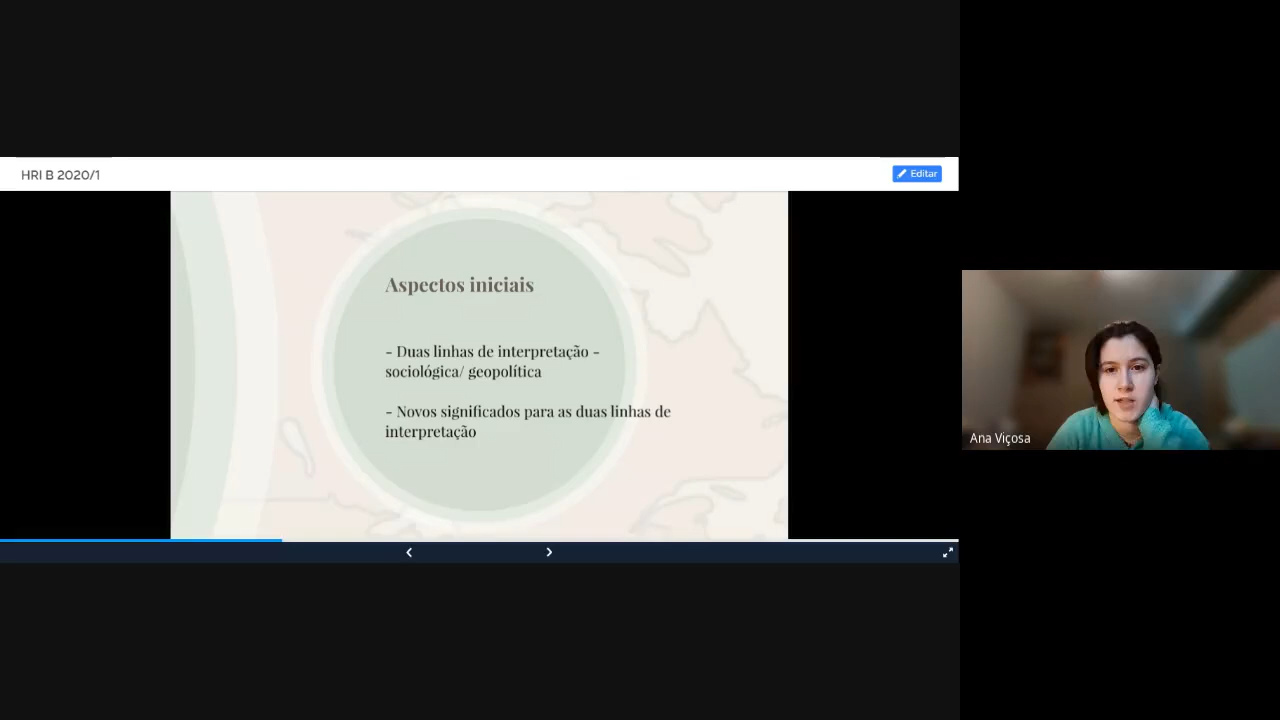 HRI B 2020/1
Editar
Aspectos iniciais
- Duas linhas de interpretação -
sociológica/ geopolítica
- Novos significados para as duas linhas de
interpretação
Ana Viçosa